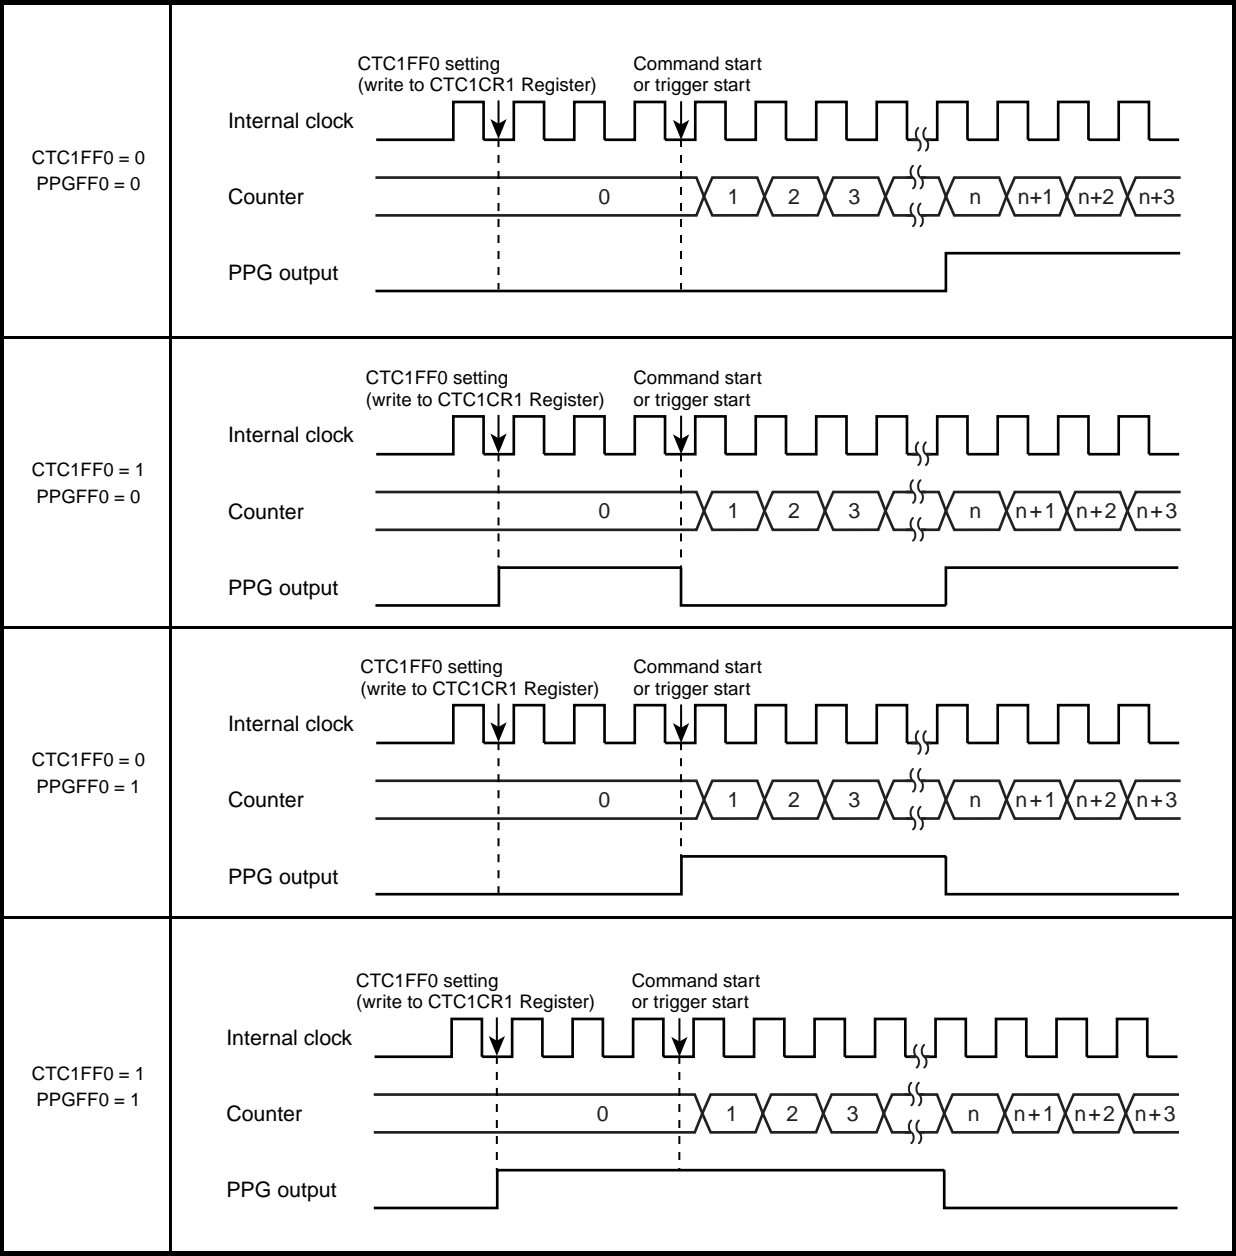 CTC1FF0 = 0
PPGFF0 = 0
CTC1FF0 setting
(write to CTC1CR1 Register)
Command start
or trigger start
Internal clock
Counter
0 1 2 3 n n+1 n+2 n+3
PPG output
CTC1FF0 = 1
PPGFF0 = 0
CTC1FF0 setting
(write to CTC1CR1 Register)
Command start
or trigger start
Internal clock
Counter
0 1 2 3 n n+1 n+2 n+3
PPG output
CTC1FF0 = 0
PPGFF0 = 1
CTC1FF0 setting
(write to CTC1CR1 Register)
Command start
or trigger start
Internal clock
Counter
0 1 2 3 n n+1 n+2 n+3
PPG output
CTC1FF0 = 1
PPGFF0 = 1
CTC1FF0 setting
(write to CTC1CR1 Register)
Command start
or trigger start
Internal clock
Counter
0 1 2 3 n n+1 n+2 n+3
PPG output